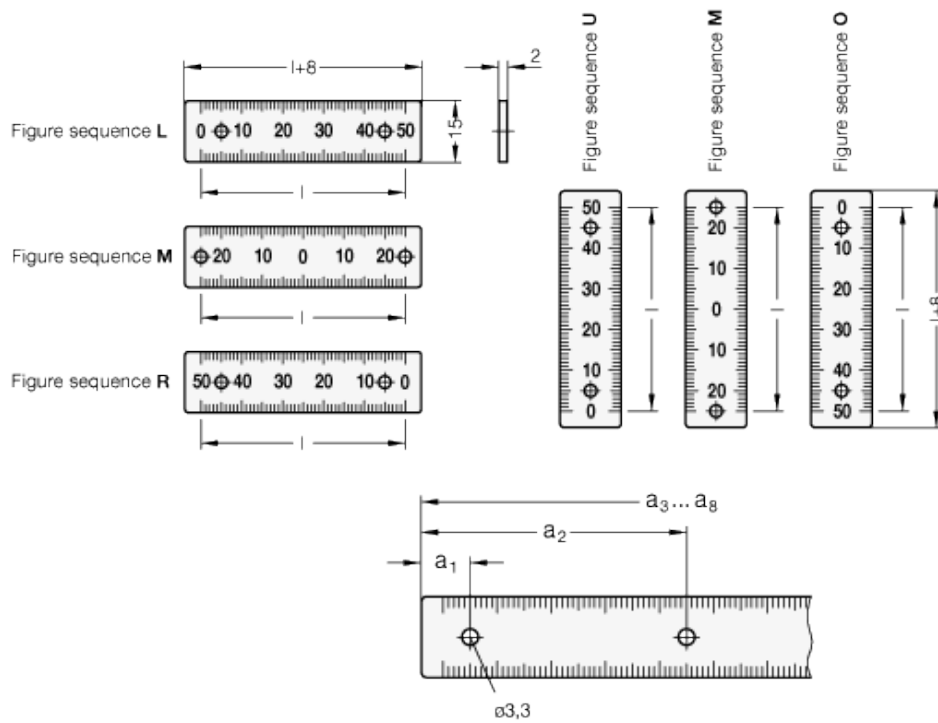 l+8
2
Figure sequence L
0 10 20 30 40 50
15
l
Figure sequence M
20 10 0 10 20
l
Figure sequence R
50 40 30 20 10 0
l
Figure sequence U
Figure sequence M
Figure sequence O
50
40
30
20
10
0
l
20
10
0
10
20
l
0
10
20
30
40
50
l
l+8
a3... a8
a2
a1
ø3,3